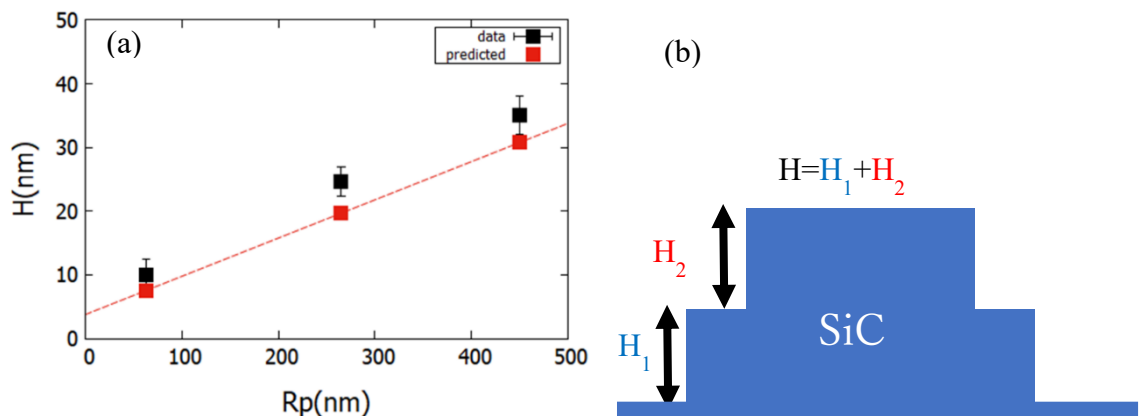 (a)
data
predicted
50
40
30
20
10
0
H(nm)
0 100 200 300 400 500
Rp(nm)
(b)
H=H₁+H₂
H₂
H₁
SiC